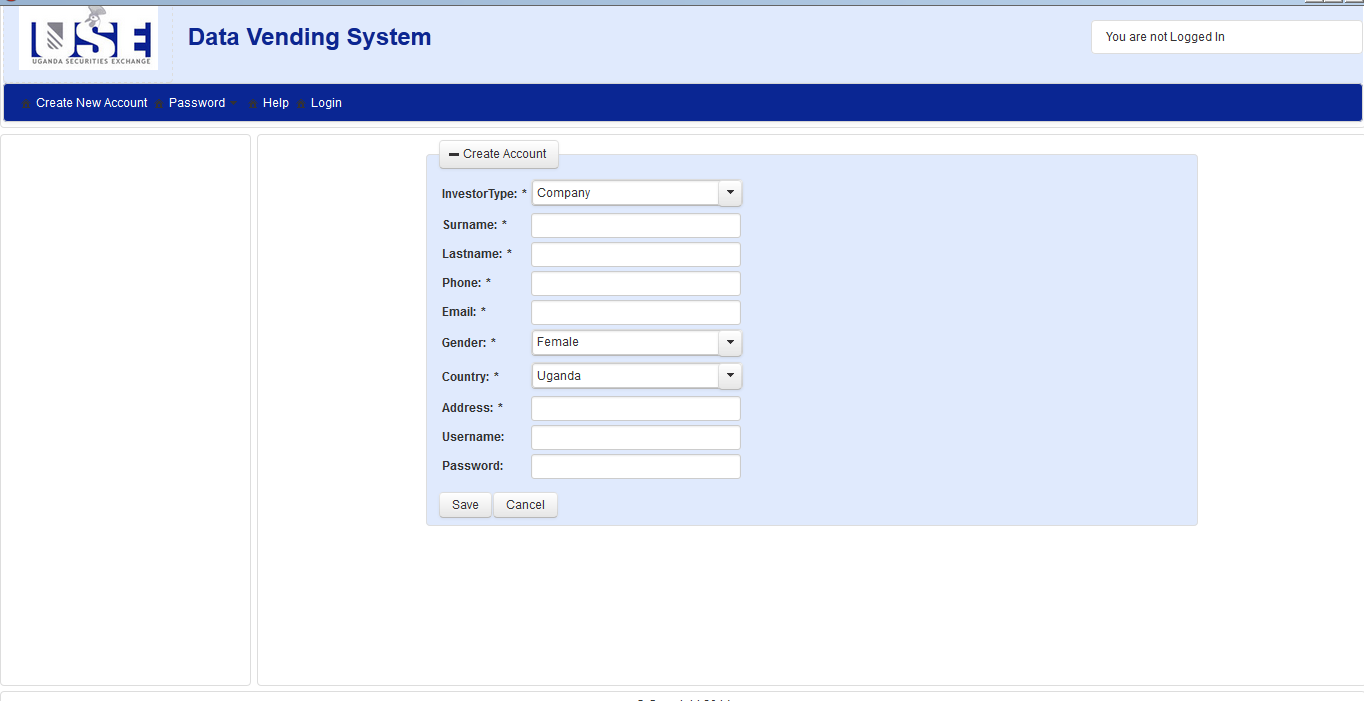 USE
UGANDA SECURITIES EXCHANGE
Data Vending System
You are not Logged In
Create New Account Password Help Login
Create Account
InvestorType: * Company
Surname: *
Lastname: *
Phone: *
Email: *
Gender: * Female
Country: * Uganda
Address: *
Username:
Password:
Save Cancel